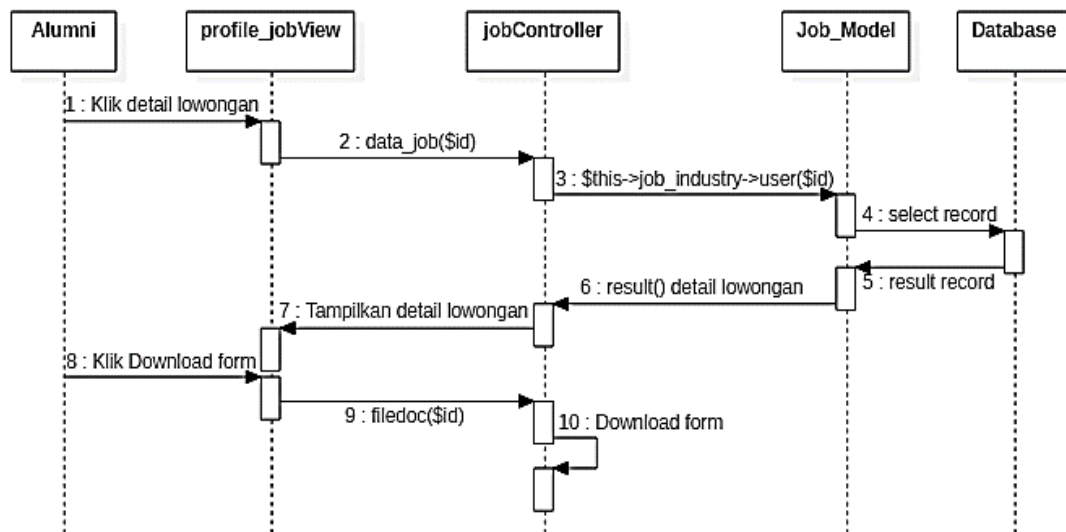 Alumni
profile_jobView
jobController
Job_Model
Database
1 : Klik detail lowongan
2 : data_job($id)
3 : $this->job_industry->user($id)
4 : select record
5 : result record
6 : result() detail lowongan
7 : Tampilkan detail lowongan
8 : Klik Download form
9 : filedoc($id)
10 : Download form